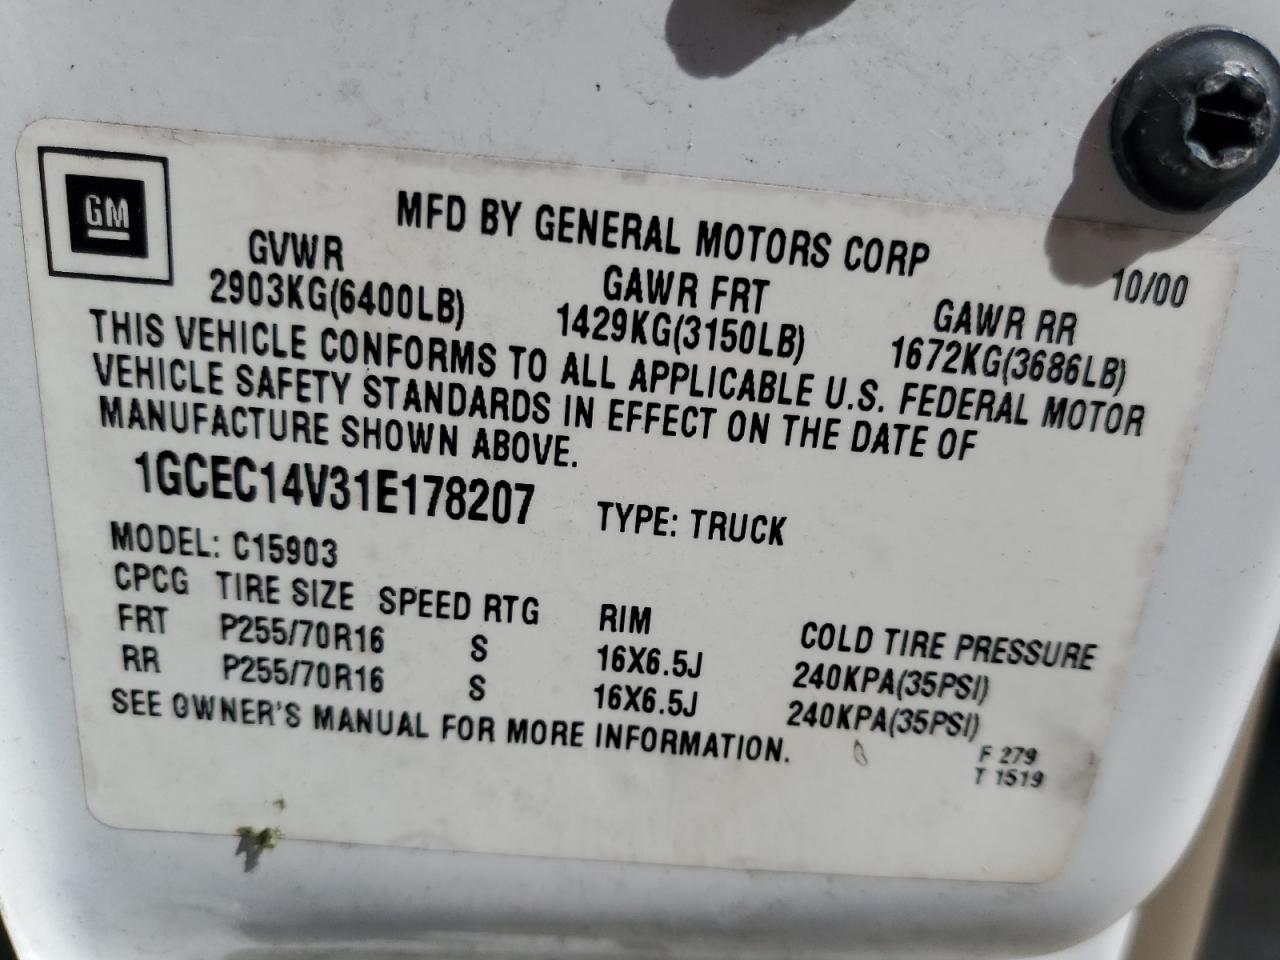 GM
MFD BY GENERAL MOTORS CORP
10/00
GVWR GAWR FRT GAWR RR
2903KG(6400LB) 1429KG(3150LB) 1672KG(3686LB)
THIS VEHICLE CONFORMS TO ALL APPLICABLE U.S. FEDERAL MOTOR
VEHICLE SAFETY STANDARDS IN EFFECT ON THE DATE OF
MANUFACTURE SHOWN ABOVE.
1GCEC14V31E178207 TYPE: TRUCK
MODEL: C15903
CPCG TIRE SIZE SPEED RTG RIM COLD TIRE PRESSURE
FRT P255/70R16 S 16X6.5J 240KPA(35PSI)
RR P255/70R16 S 16X6.5J 240KPA(35PSI)
SEE OWNER'S MANUAL FOR MORE INFORMATION.
F 279
T 1519